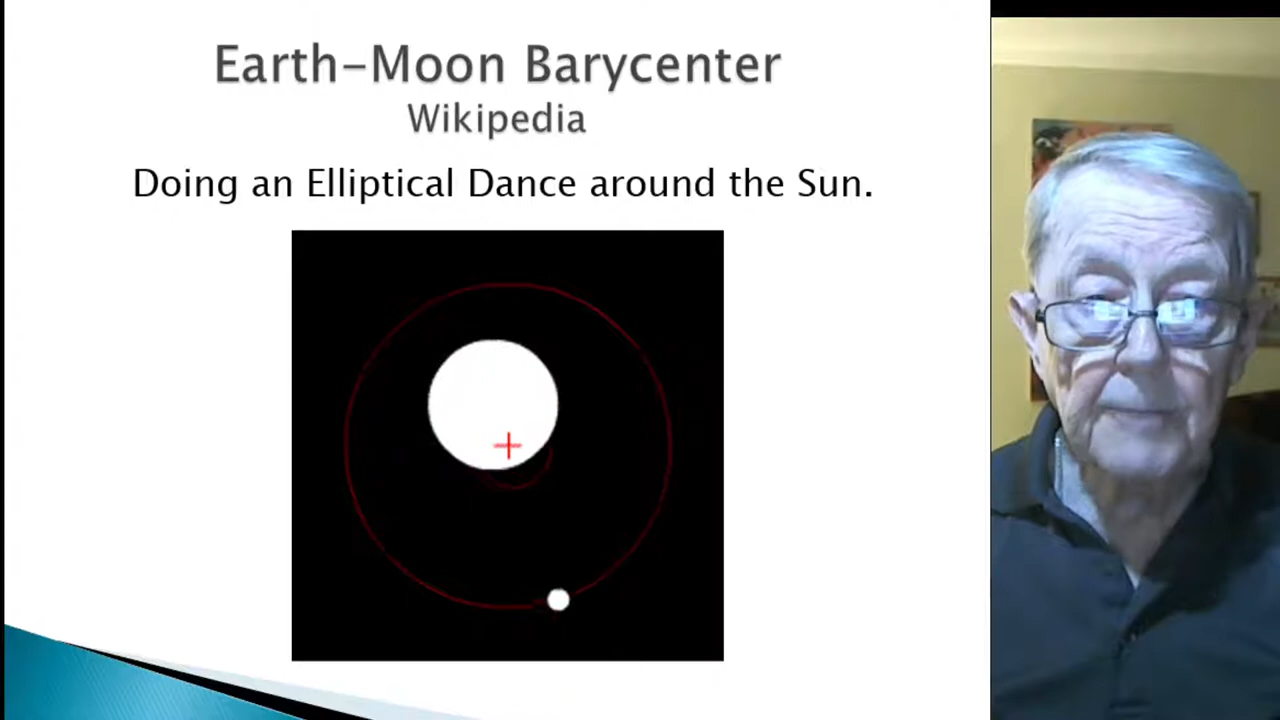 Earth-Moon Barycenter
Wikipedia
Doing an Elliptical Dance around the Sun.